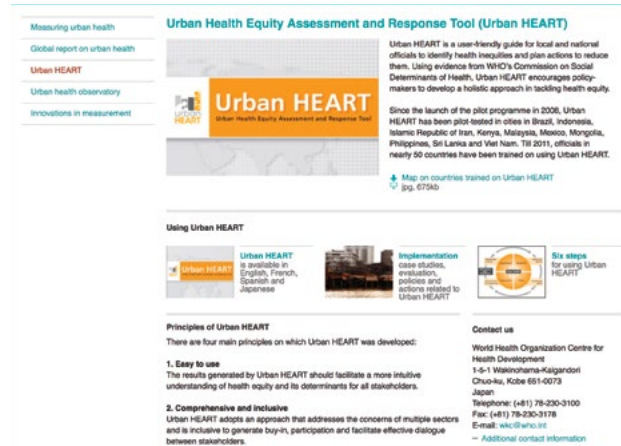 Measuring urban health
Global report on urban health
Urban HEART
Urban health observatory
Innovations in measurement
Urban Health Equity Assessment and Response Tool (Urban HEART)
urban
HEART
Urban HEART
Urban Health Equity Assessment and Response Tool
Urban HEART is a user-friendly guide for local and national
officials to identify health inequities and plan actions to reduce
them. Using evidence from WHO's Commission on Social
Determinants of Health, Urban HEART encourages policy-
makers to develop a holistic approach in tackling health equity.
Since the launch of the pilot programme in 2008, Urban
HEART has been pilot-tested in cities in Brazil, Indonesia,
Islamic Republic of Iran, Kenya, Malaysia, Mexico, Mongolia,
Philippines, Sri Lanka and Viet Nam. Till 2011, officials in
nearly 50 countries have been trained on using Urban HEART.
Map on countries trained on Urban HEART
jpg, 675kb
Using Urban HEART
Urban HEART
Urban HEART
is available in
English, French,
Spanish and
Japanese
Implementation
case studies,
evaluation,
policies and
actions related to
Urban HEART
Six steps
for using Urban
HEART
Principles of Urban HEART
There are four main principles on which Urban HEART was developed:
1. Easy to use
The results generated by Urban HEART should facilitate a more intuitive
understanding of health equity and its determinants for all stakeholders.
2. Comprehensive and inclusive
Urban HEART adopts an approach that addresses the concerns of multiple sectors
and is inclusive to generate buy-in, participation and facilitate effective dialogue
between stakeholders.
Contact us
World Health Organization Centre for
Health Development
1-5-1 Wakinohama-Kaigandori
Chuo-ku, Kobe 651-0073
Japan
Telephone: (+81) 78-230-3100
Fax: (+81) 78-230-3178
E-mail: wkc@who.int
– Additional contact information